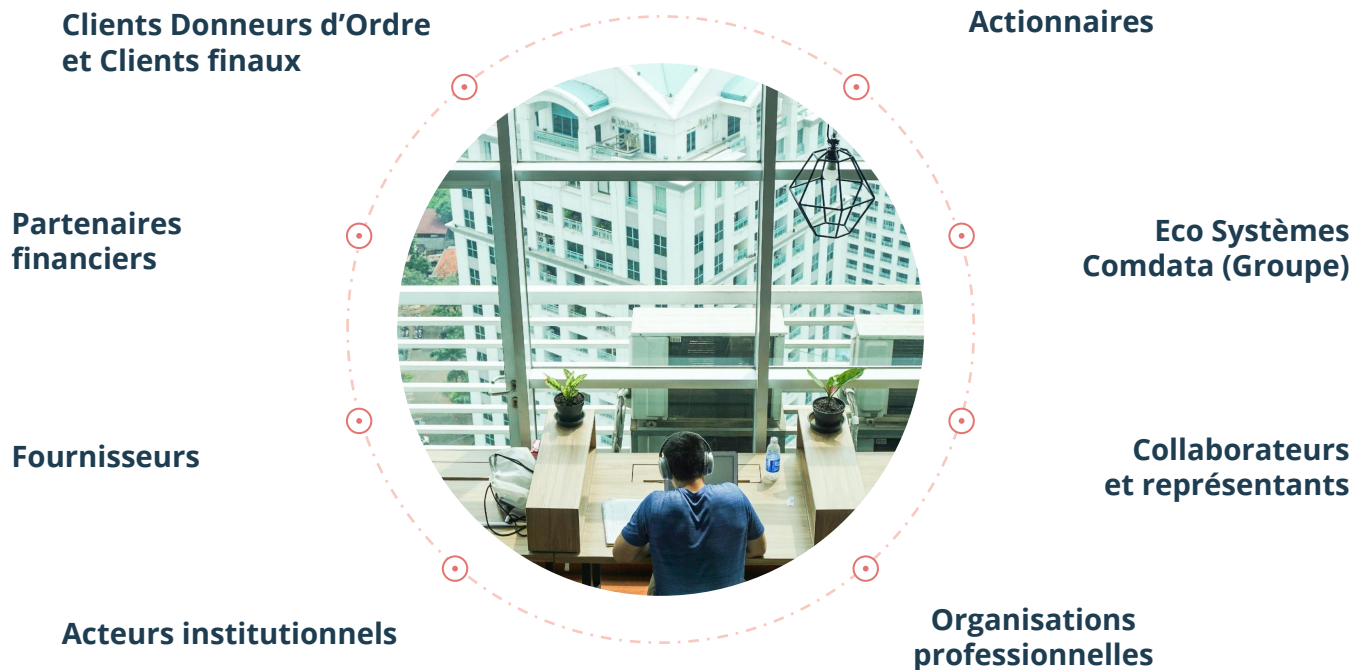 Clients Donneurs d’Ordre
et Clients finaux
Actionnaires
Partenaires
financiers
Eco Systèmes
Comdata (Groupe)
Fournisseurs
Collaborateurs
et représentants
Acteurs institutionnels
Organisations
professionnelles